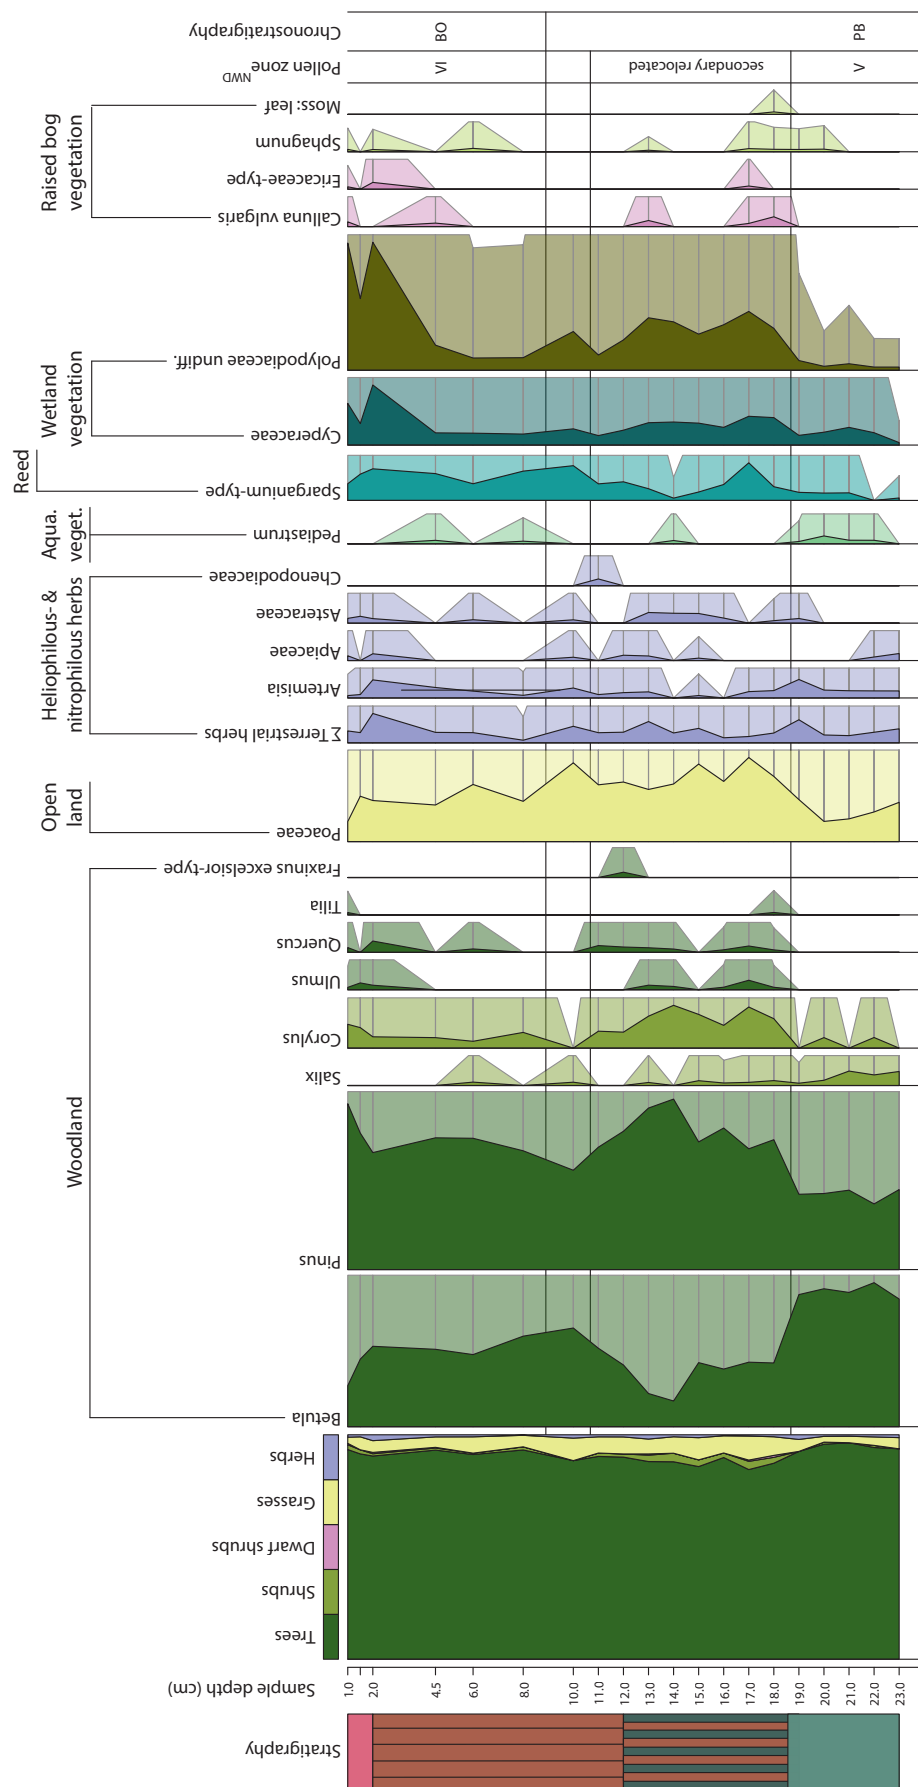 Chronostratigraphy
BO
PB
Pollen zone NWD
VI
secondary relocated
V
Raised bog
vegetation
Moss: leaf
Sphagnum
Ericaceae-type
Calluna vulgaris
Wetland
vegetation
Polypodiaceae undiff.
Cyperaceae
Reed
Sparganium-type
Aqua.
veget.
Pediastrum
Heliophilous- &
nitrophilous herbs
Chenopodiaceae
Asteraceae
Apiaceae
Artemisia
Σ Terrestrial herbs
Open
land
Poaceae
Woodland
Fraxinus excelsior-type
Tilia
Quercus
Ulmus
Corylus
Salix
Pinus
Betula
Herbs
Grasses
Dwarf shrubs
Shrubs
Trees
Sample depth (cm)
1.0
2.0
4.5
6.0
8.0
10.0
11.0
12.0
13.0
14.0
15.0
16.0
17.0
18.0
19.0
20.0
21.0
22.0
23.0
Stratigraphy